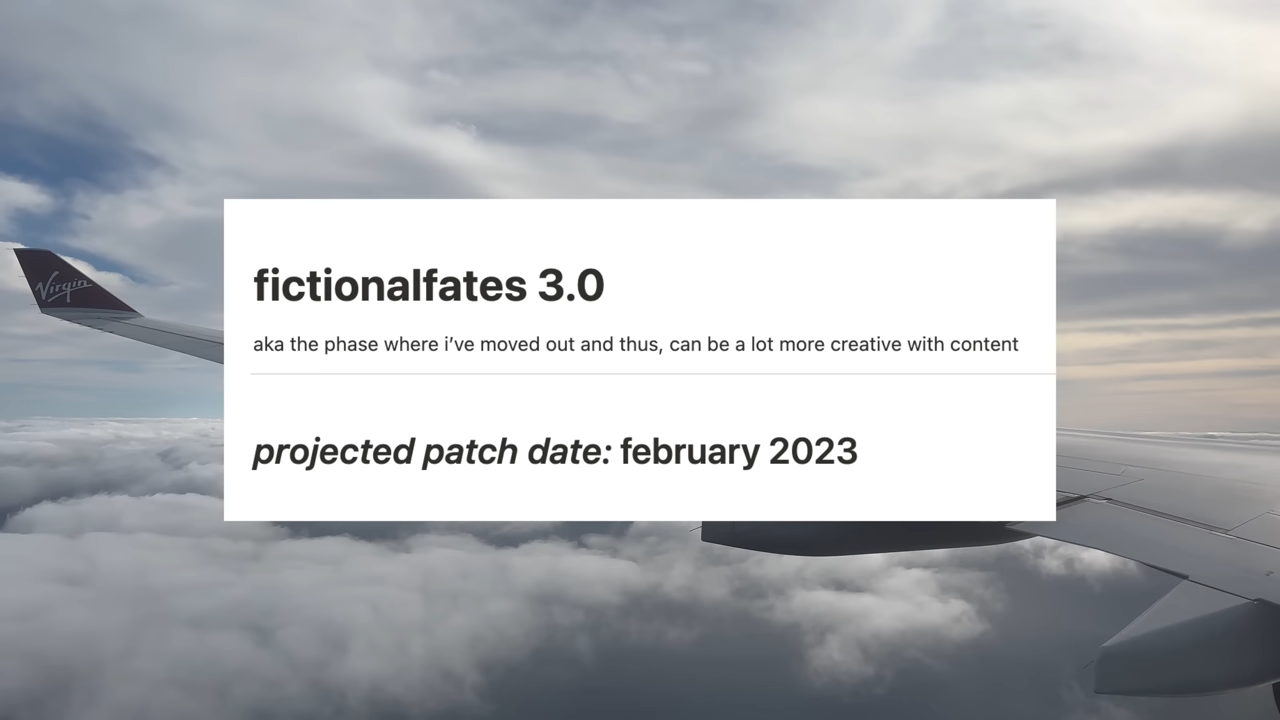 Virgin
fictionalfates 3.0
aka the phase where i’ve moved out and thus, can be a lot more creative with content
projected patch date: february 2023